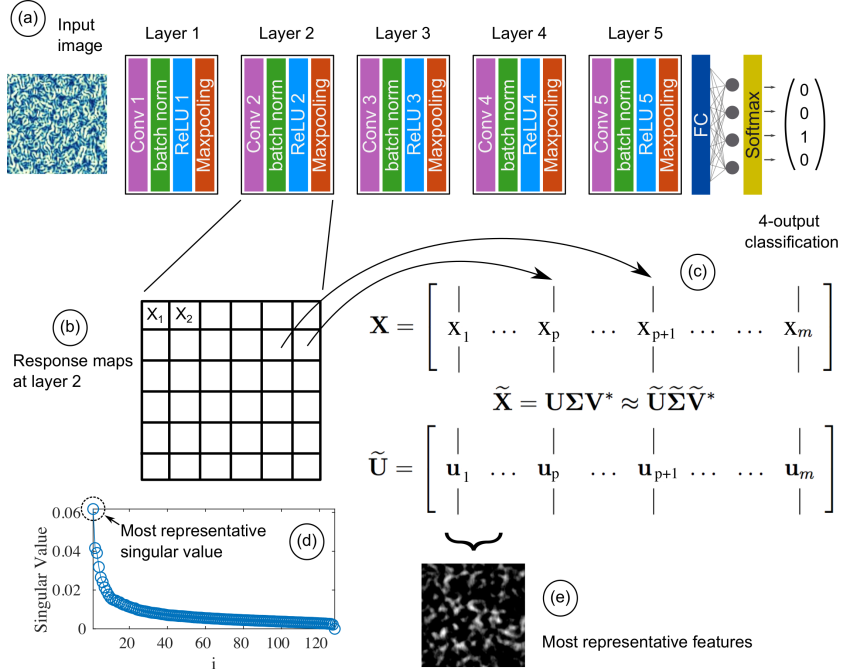 (a)
Input
image
Layer 1
Layer 2
Layer 3
Layer 4
Layer 5
Conv 1
batch norm
ReLU 1
Maxpooling
Conv 2
batch norm
ReLU 2
Maxpooling
Conv 3
batch norm
ReLU 3
Maxpooling
Conv 4
batch norm
ReLU 4
Maxpooling
Conv 5
batch norm
ReLU 5
Maxpooling
FC
Softmax
0
0
1
0
4-output
classification
(b)
Response maps
at layer 2
X₁ X₂
(c)
X = [ x₁ … xₚ … xₚ₊₁ … … xₘ ]
X̃ = UΣV* ≈ ŨΣ̃Ṽ*
Ũ = [ u₁ … uₚ … uₚ₊₁ … … uₘ ]
(d)
Most representative
singular value
Singular Value
0.06
0.04
0.02
0
20 40 60 80 100 120
i
(e)
Most representative features